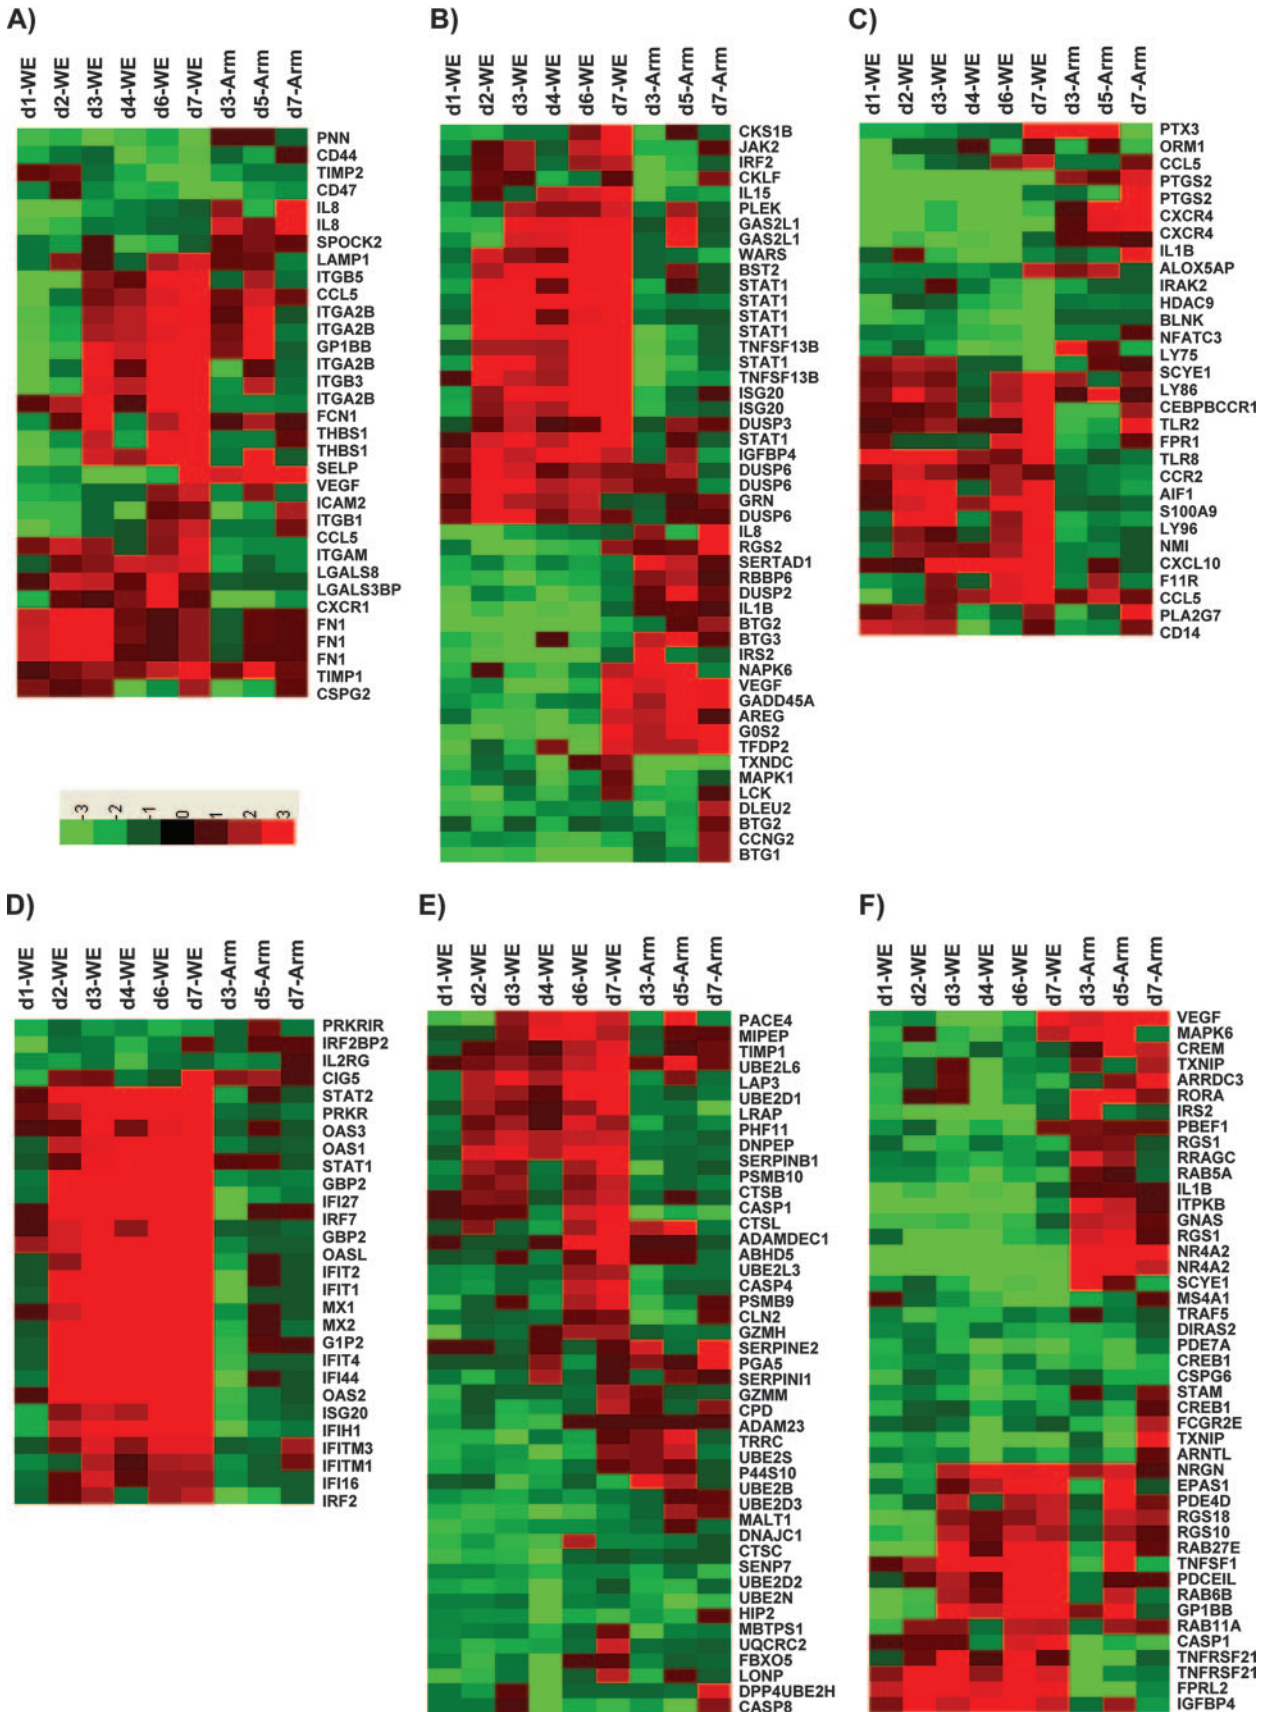 A)
d1-WE
d2-WE
d3-WE
d4-WE
d6-WE
d7-WE
d3-Arm
d5-Arm
d7-Arm
PNN
CD44
TIMP2
CD47
IL8
IL8
SPOCK2
LAMP1
ITGB5
CCL5
ITGA2B
ITGA2B
GP1BB
ITGA2B
ITGB3
ITGA2B
FCN1
THBS1
THBS1
SELP
VEGF
ICAM2
ITGB1
CCL5
ITGAM
LGALS8
LGALS3BP
CXCR1
FN1
FN1
FN1
TIMP1
CSPG2
-3
-2
-1
0
1
2
3
B)
d1-WE
d2-WE
d3-WE
d4-WE
d6-WE
d7-WE
d3-Arm
d5-Arm
d7-Arm
CKS1B
JAK2
IRF2
CKLF
IL15
PLEK
GAS2L1
GAS2L1
WARS
BST2
STAT1
STAT1
STAT1
STAT1
TNFSF13B
STAT1
TNFSF13B
ISG20
ISG20
DUSP3
STAT1
IGFBP4
DUSP6
DUSP6
GRN
DUSP6
IL8
RGS2
SERTAD1
RBBP6
DUSP2
IL1B
BTG2
BTG3
IRS2
NAPK6
VEGF
GADD45A
AREG
G0S2
TFDP2
TXNDC
MAPK1
LCK
DLEU2
BTG2
CCNG2
BTG1
C)
d1-WE
d2-WE
d3-WE
d4-WE
d6-WE
d7-WE
d3-Arm
d5-Arm
d7-Arm
PTX3
ORM1
CCL5
PTGS2
PTGS2
CXCR4
CXCR4
IL1B
ALOX5AP
IRAK2
HDAC9
BLNK
NFATC3
LY75
SCYE1
LY86
CEBPBCCR1
TLR2
FPR1
TLR8
CCR2
AIF1
S100A9
LY96
NMI
CXCL10
F11R
CCL5
PLA2G7
CD14
D)
d1-WE
d2-WE
d3-WE
d4-WE
d6-WE
d7-WE
d3-Arm
d5-Arm
d7-Arm
PRKRIR
IRF2BP2
IL2RG
CIG5
STAT2
PRKR
OAS3
OAS1
STAT1
GBP2
IFI27
IRF7
GBP2
OASL
IFIT2
IFIT1
MX1
MX2
G1P2
IFIT4
IFI44
OAS2
ISG20
IFIH1
IFITM3
IFITM1
IFI16
IRF2
E)
d1-WE
d2-WE
d3-WE
d4-WE
d6-WE
d7-WE
d3-Arm
d5-Arm
d7-Arm
PACE4
MIPEP
TIMP1
UBE2L6
LAP3
UBE2D1
LRAP
PHF11
DNPEP
SERPINB1
PSMB10
CTSB
CASP1
CTSL
ADAMDEC1
ABHD5
UBE2L3
CASP4
PSMB9
CLN2
GZMH
SERPINE2
PGA5
SERPINI1
GZMM
CPD
ADAM23
TRRC
UBE2S
P44S10
UBE2B
UBE2D3
MALT1
DNAJC1
CTSC
SENP7
UBE2D2
UBE2N
HIP2
MBTPS1
UQCRC2
FBXO5
LONP
DPP4UBE2H
CASP8
F)
d1-WE
d2-WE
d3-WE
d4-WE
d6-WE
d7-WE
d3-Arm
d5-Arm
d7-Arm
VEGF
MAPK6
CREM
TXNIP
ARRDC3
RORA
IRS2
PBEF1
RGS1
RRAGC
RAB5A
IL1B
ITPKB
GNAS
RGS1
NR4A2
NR4A2
SCYE1
MS4A1
TRAF5
DIRAS2
PDE7A
CREB1
CSPG6
STAM
CREB1
FCGR2E
TXNIP
ARNTL
NRGN
EPAS1
PDE4D
RGS18
RGS10
RAB27E
TNFSF1
PDCEIL
RAB6B
GP1BB
RAB11A
CASP1
TNFRSF21
TNFRSF21
FPRL2
IGFBP4